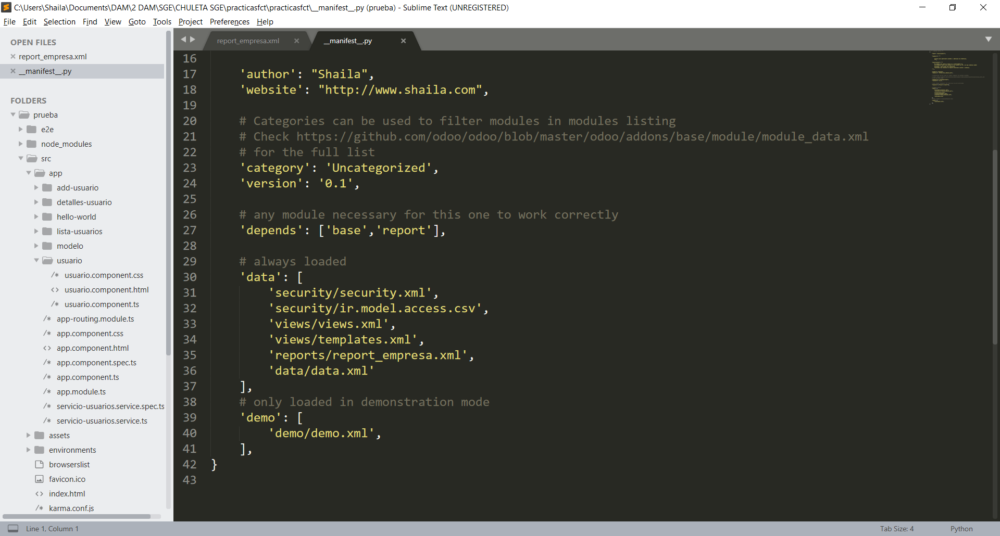 C:\Users\Shaila\Documents\DAM\2 DAM\SGE\CHULETA SGE\practicasfct\practicasfct\__manifest__.py (prueba) - Sublime Text (UNREGISTERED)
File Edit Selection Find View Goto Tools Project Preferences Help
OPEN FILES
report_empresa.xml
__manifest__.py
FOLDERS
prueba
e2e
node_modules
src
app
add-usuario
detalles-usuario
hello-world
lista-usuarios
modelo
usuario
/* usuario.component.css
<> usuario.component.html
/* usuario.component.ts
/* app-routing.module.ts
/* app.component.css
<> app.component.html
/* app.component.spec.ts
/* app.component.ts
/* app.module.ts
/* servicio-usuarios.service.spec.ts
/* servicio-usuarios.service.ts
assets
environments
browserslist
favicon.ico
<> index.html
/* karma.conf.js
report_empresa.xml
__manifest__.py
16
17 'author': "Shaila",
18 'website': "http://www.shaila.com",
19
20 # Categories can be used to filter modules in modules listing
21 # Check https://github.com/odoo/odoo/blob/master/odoo/addons/base/module/module_data.xml
22 # for the full list
23 'category': 'Uncategorized',
24 'version': '0.1',
25
26 # any module necessary for this one to work correctly
27 'depends': ['base','report'],
28
29 # always loaded
30 'data': [
31 'security/security.xml',
32 'security/ir.model.access.csv',
33 'views/views.xml',
34 'views/templates.xml',
35 'reports/report_empresa.xml',
36 'data/data.xml'
37 ],
38 # only loaded in demonstration mode
39 'demo': [
40 'demo/demo.xml',
41 ],
42 }
43
Line 1, Column 1
Tab Size: 4
Python